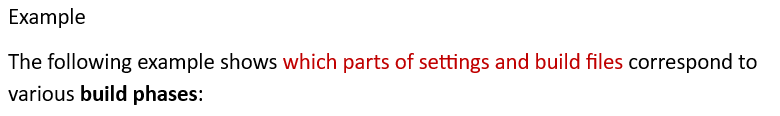 Example
The following example shows which parts of settings and build files correspond to
various build phases: